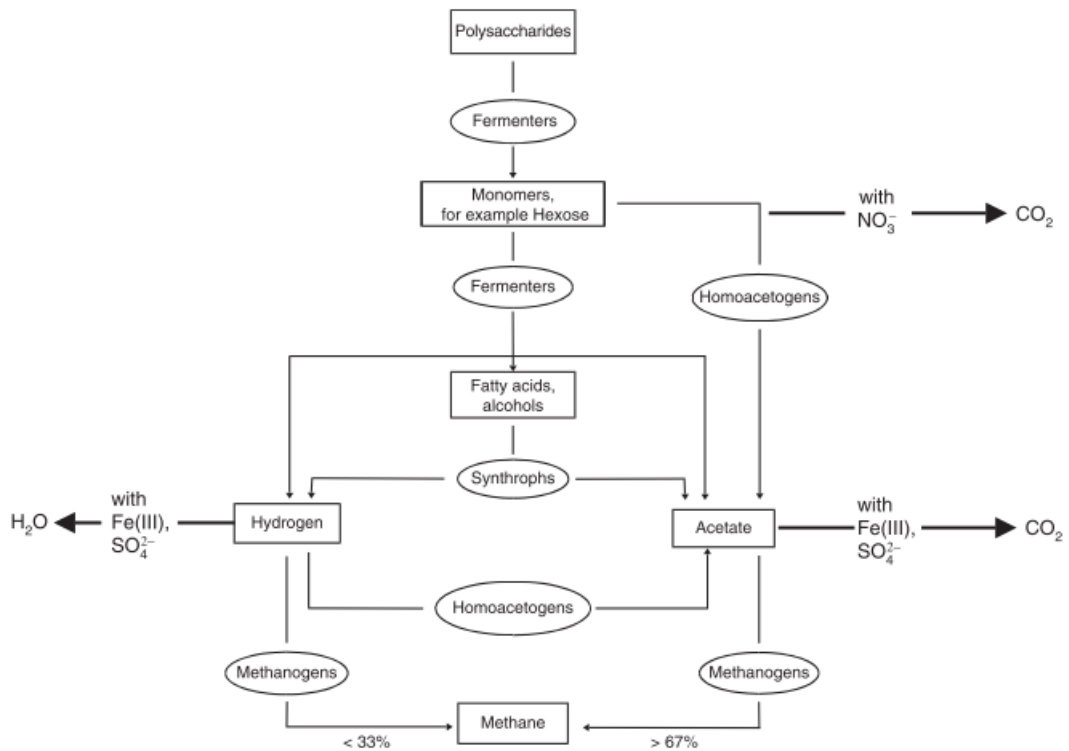 Polysaccharides
Fermenters
Monomers,
for example Hexose
with
NO₃⁻
CO₂
Fermenters
Homoacetogens
Fatty acids,
alcohols
Synthrophs
H₂O
with
Fe(III),
SO₄²⁻
Hydrogen
Acetate
with
Fe(III),
SO₄²⁻
CO₂
Homoacetogens
Methanogens
Methanogens
Methane
< 33%
> 67%